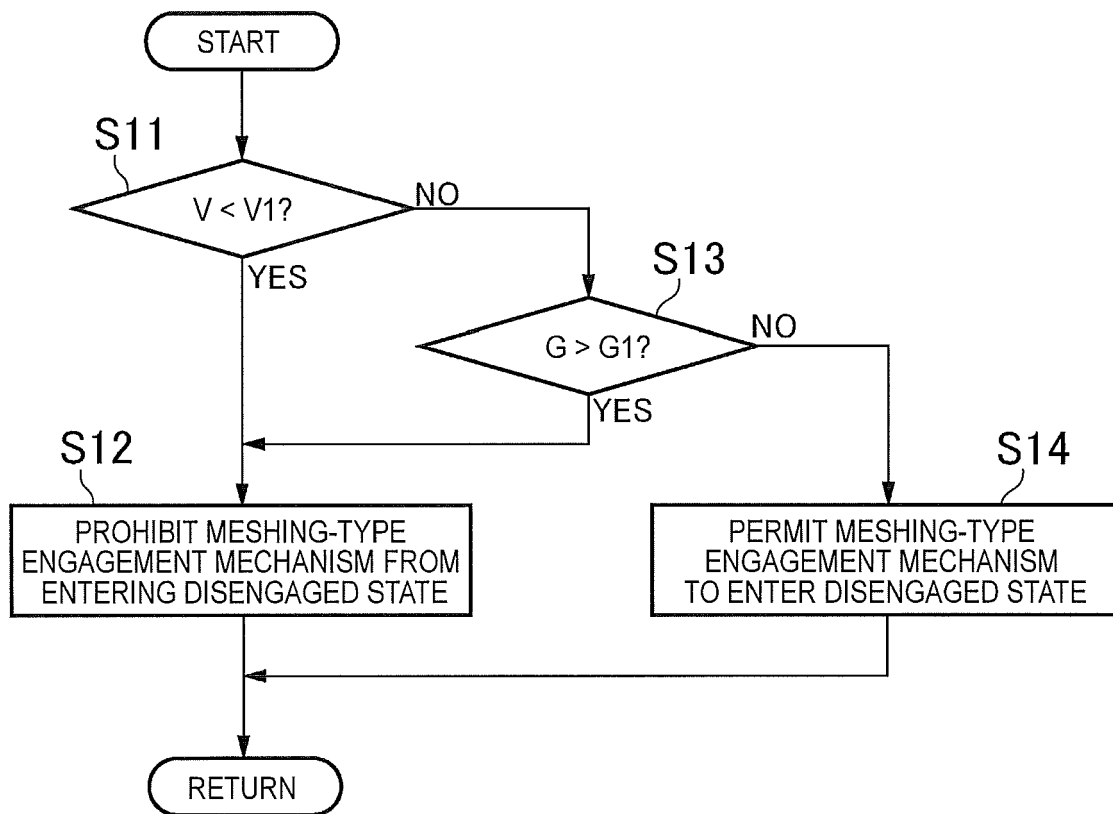 START
S11
V < V1?
NO
YES
S13
G > G1?
NO
YES
S12
PROHIBIT MESHING-TYPE
ENGAGEMENT MECHANISM FROM
ENTERING DISENGAGED STATE
S14
PERMIT MESHING-TYPE
ENGAGEMENT MECHANISM
TO ENTER DISENGAGED STATE
RETURN